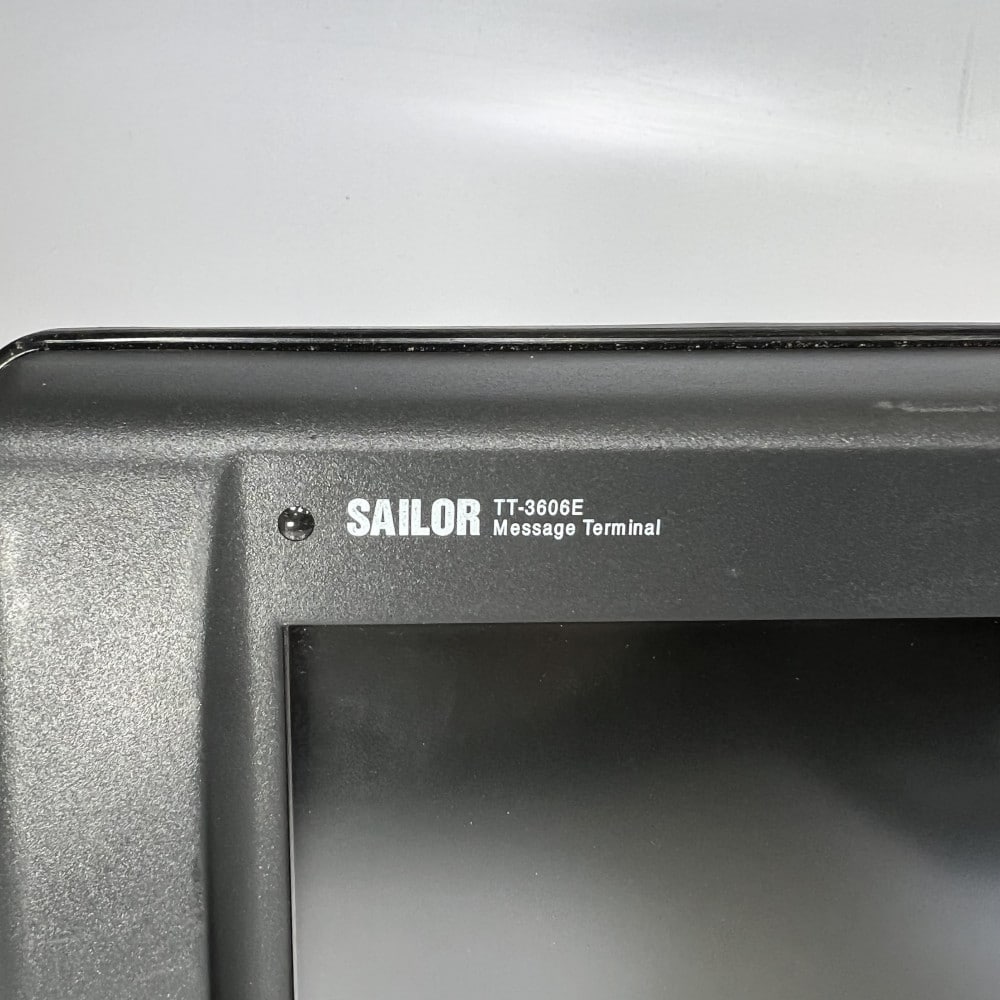 SAILOR TT-3606E
Message Terminal